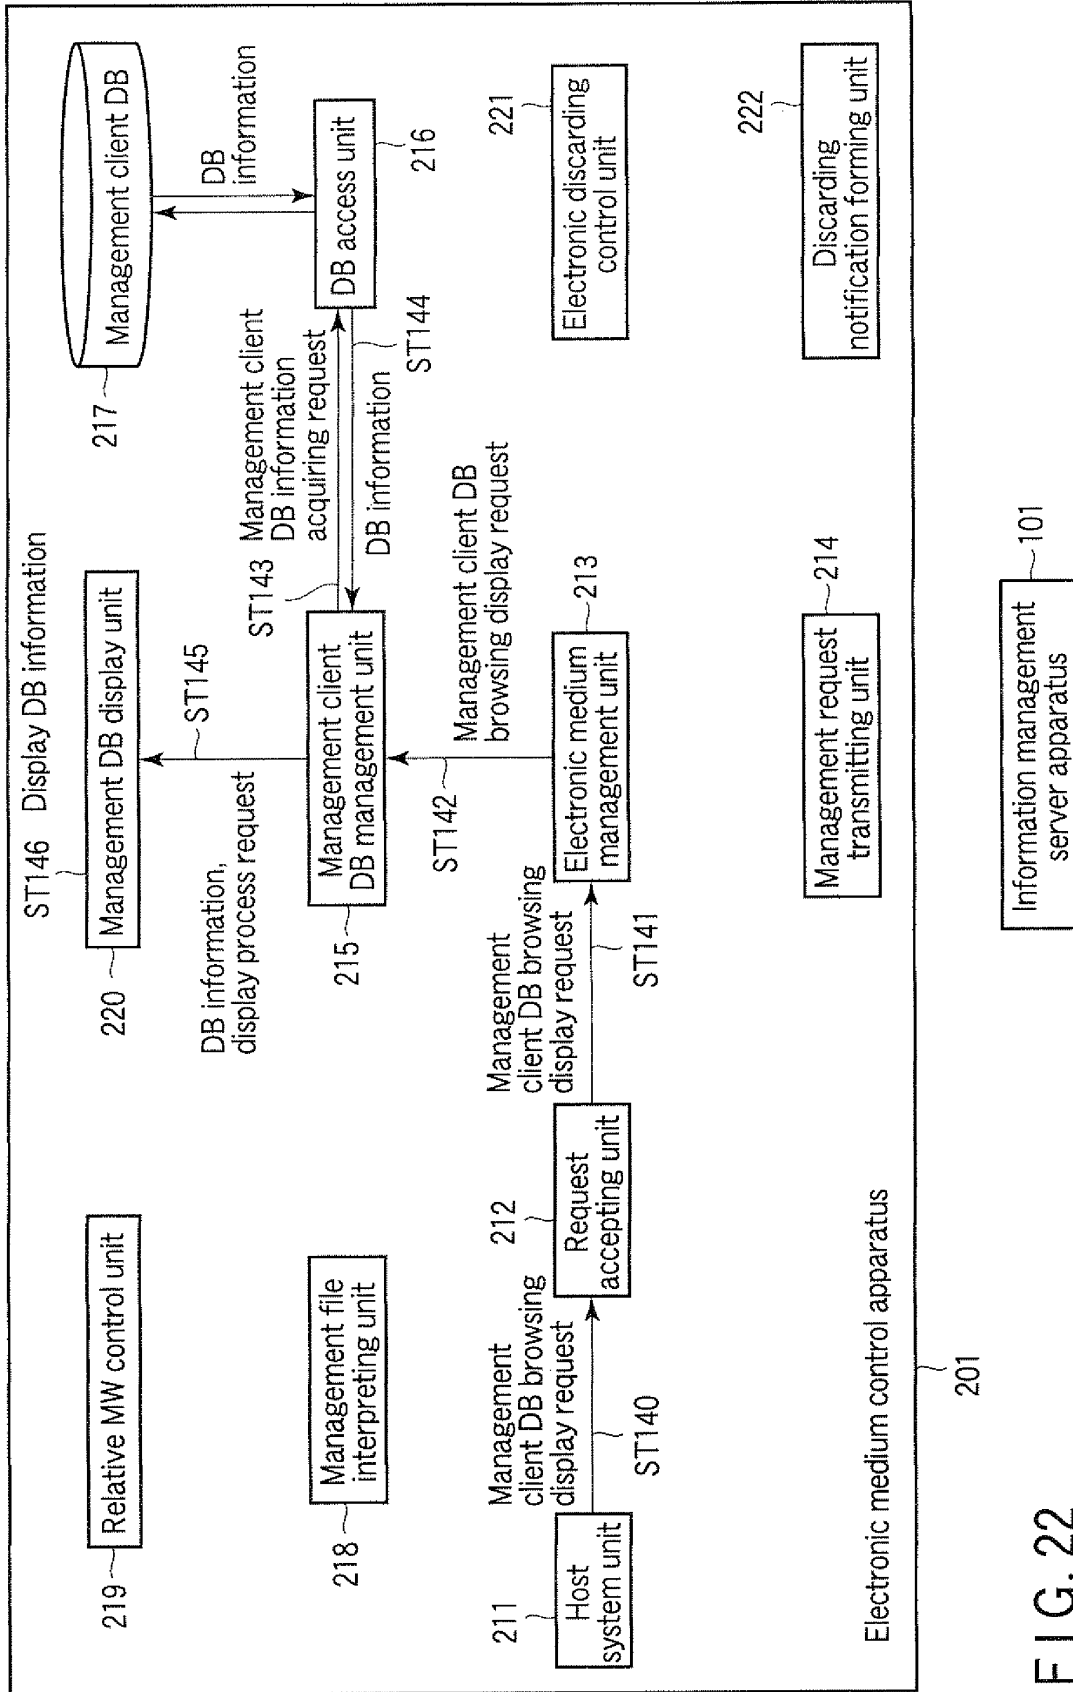 ST146 Display DB information
219
Relative MW control unit
220
Management DB display unit
217
Management client DB
DB information,
display process request
ST145
DB
information
218
Management file
interpreting unit
215
Management client
DB management unit
ST143
Management client
DB information
acquiring request
DB information
ST144
DB access unit
216
ST142
Management client DB
browsing display request
211
Host
system unit
Management
client DB browsing
display request
ST140
212
Request
accepting unit
Management
client DB browsing
display request
ST141
Electronic medium
management unit
213
Electronic discarding
control unit
221
Management request
transmitting unit
214
Discarding
notification forming unit
222
Electronic medium control apparatus
201
Information management
server apparatus
101
FIG. 22